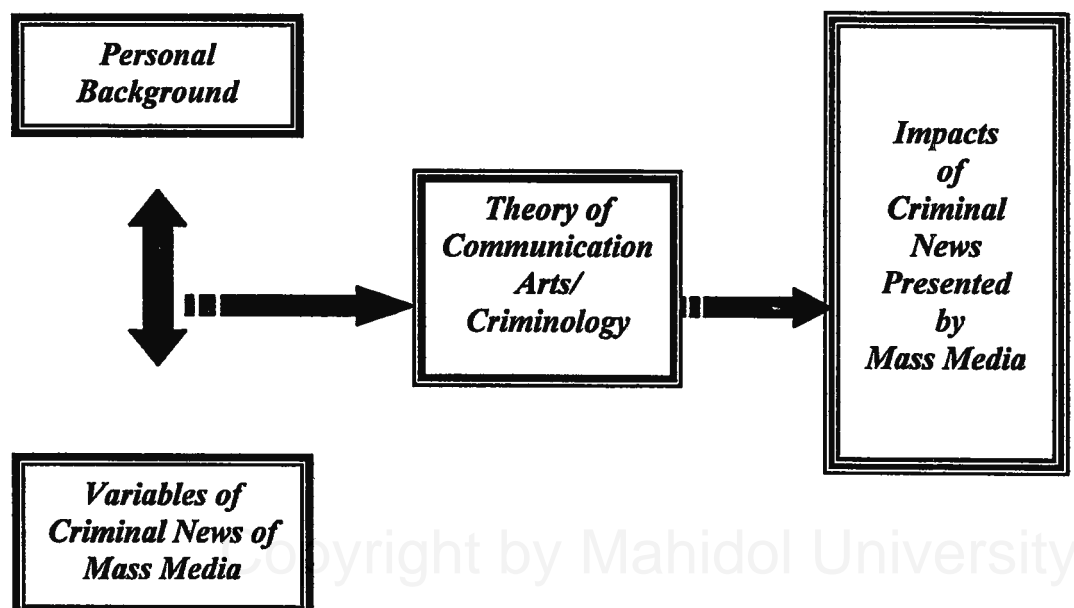 Personal
Background
Theory of
Communication
Arts/
Criminology
Impacts
of
Criminal
News
Presented
by
Mass Media
Variables of
Criminal News of
Mass Media
Copyright by Mahidol University